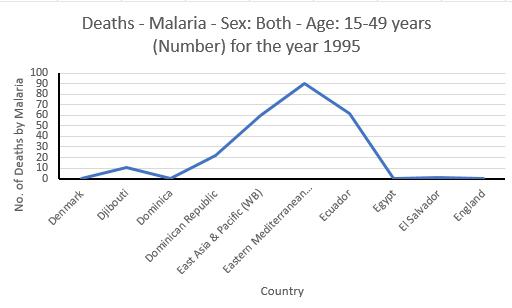 Deaths - Malaria - Sex: Both - Age: 15-49 years
(Number) for the year 1995
No. of Deaths by Malaria
100
90
80
70
60
50
40
30
20
10
0
Denmark
Djibouti
Dominica
Dominican Republic
East Asia & Pacific (WB)
Eastern Mediterranean...
Ecuador
Egypt
El Salvador
England
Country